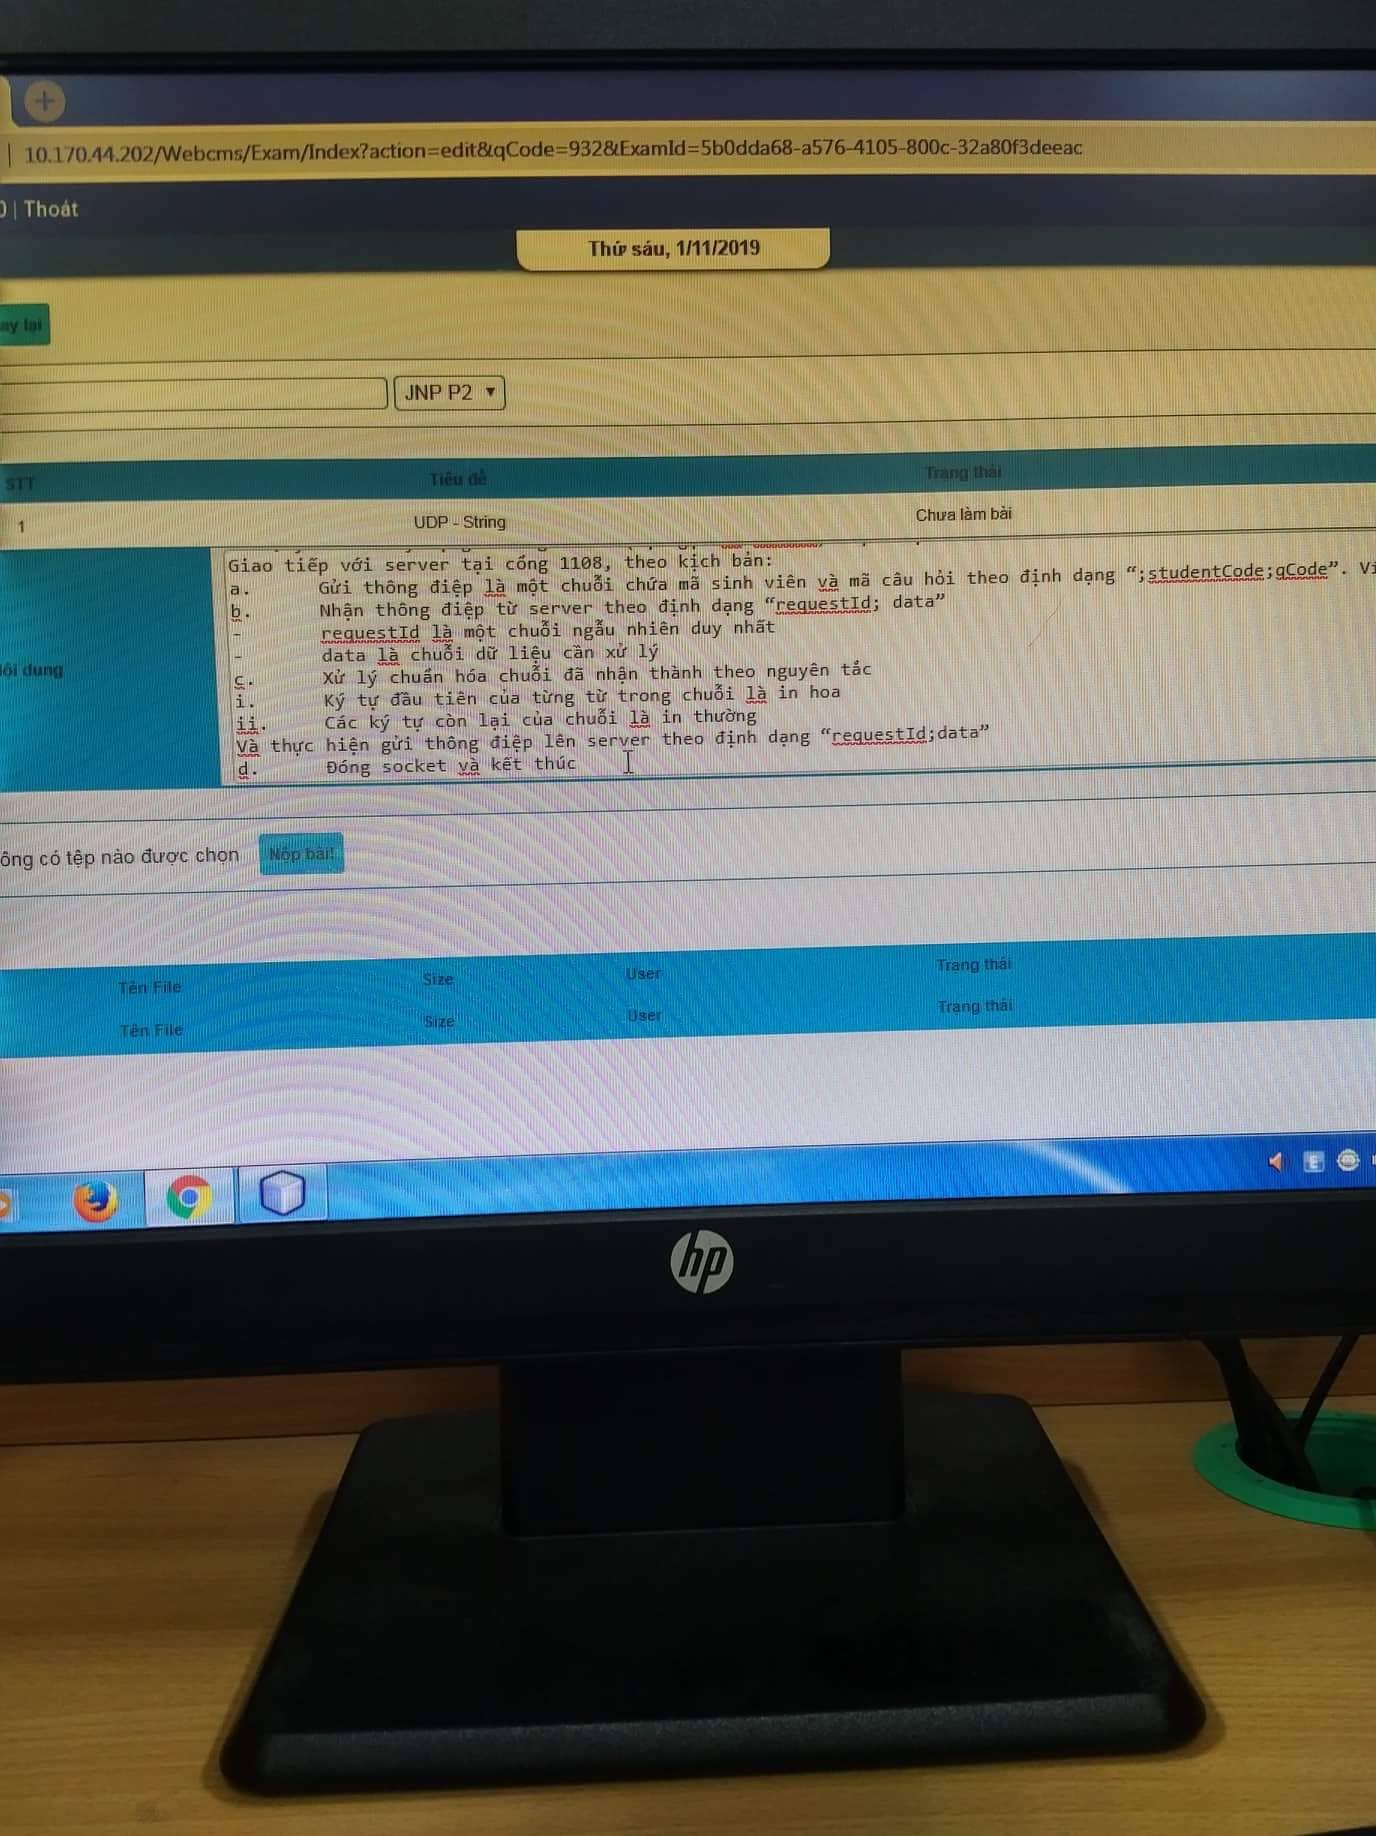 10.170.44.202/Webcms/Exam/Index?action=edit&qCode=932&ExamId=5b0dda68-a576-4105-800c-32a80f3deeac
| Thoát
Thứ sáu, 1/11/2019
ay lại
JNP P2
STT Tiêu đề Trạng thái
1 UDP - String Chưa làm bài
Giao tiếp với server tại cổng 1108, theo kịch bản:
a. Gửi thông điệp là một chuỗi chứa mã sinh viên và mã câu hỏi theo định dạng “;studentCode;qCode”. Ví
b. Nhận thông điệp từ server theo định dạng “requestId; data”
- requestId là một chuỗi ngẫu nhiên duy nhất
- data là chuỗi dữ liệu cần xử lý
ội dung
c. Xử lý chuẩn hóa chuỗi đã nhận thành theo nguyên tắc
i. Ký tự đầu tiên của từng từ trong chuỗi là in hoa
ii. Các ký tự còn lại của chuỗi là in thường
Và thực hiện gửi thông điệp lên server theo định dạng “requestId;data”
d. Đóng socket và kết thúc
ông có tệp nào được chọn Nộp bài!
Tên File Size User Trạng thái
Tên File Size User Trạng thái
E
hp